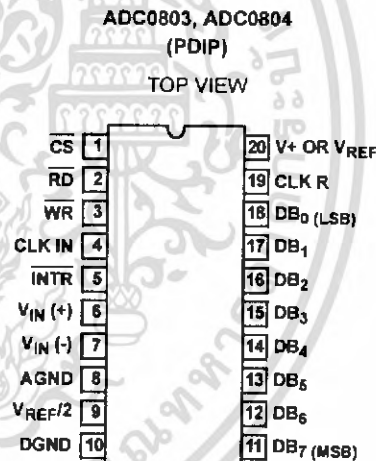 ADC0803, ADC0804
(PDIP)
TOP VIEW
CS 1
RD 2
WR 3
CLK IN 4
INTR 5
VIN (+) 6
VIN (-) 7
AGND 8
VREF/2 9
DGND 10
20 V+ OR VREF
19 CLK R
18 DB0 (LSB)
17 DB1
16 DB2
15 DB3
14 DB4
13 DB5
12 DB6
11 DB7 (MSB)